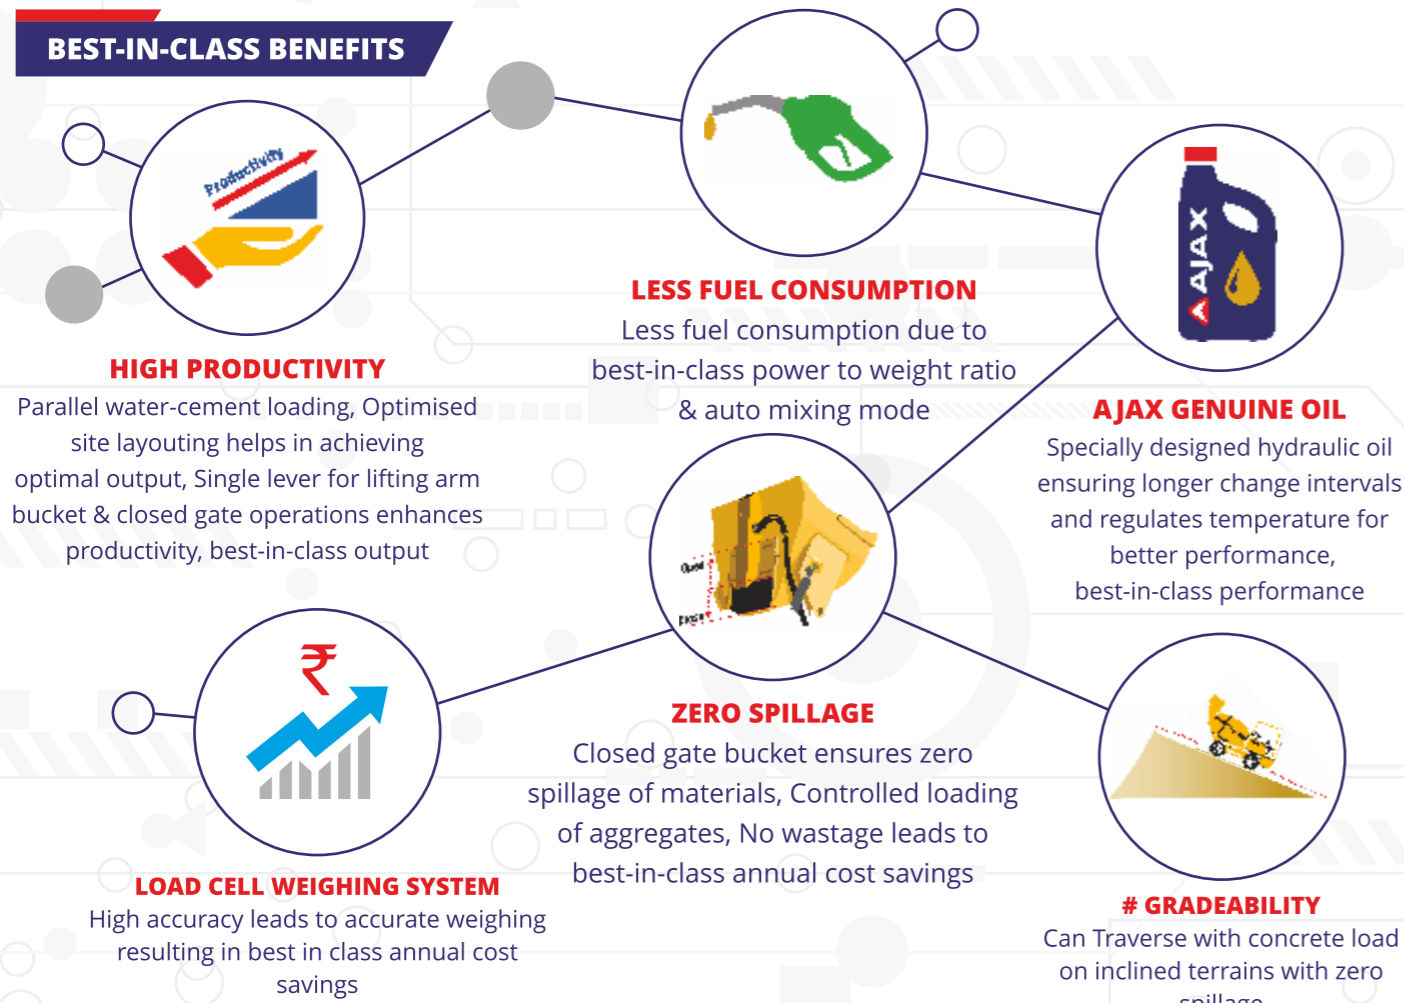 BEST-IN-CLASS BENEFITS
Productivity
HIGH PRODUCTIVITY
Parallel water-cement loading, Optimised
site layouting helps in achieving
optimal output, Single lever for lifting arm
bucket & closed gate operations enhances
productivity, best-in-class output
LESS FUEL CONSUMPTION
Less fuel consumption due to
best-in-class power to weight ratio
& auto mixing mode
AJAX
AJAX GENUINE OIL
Specially designed hydraulic oil
ensuring longer change intervals
and regulates temperature for
better performance,
best-in-class performance
₹
LOAD CELL WEIGHING SYSTEM
High accuracy leads to accurate weighing
resulting in best in class annual cost
savings
ZERO SPILLAGE
Closed gate bucket ensures zero
spillage of materials, Controlled loading
of aggregates, No wastage leads to
best-in-class annual cost savings
# GRADEABILITY
Can Traverse with concrete load
on inclined terrains with zero
spillage